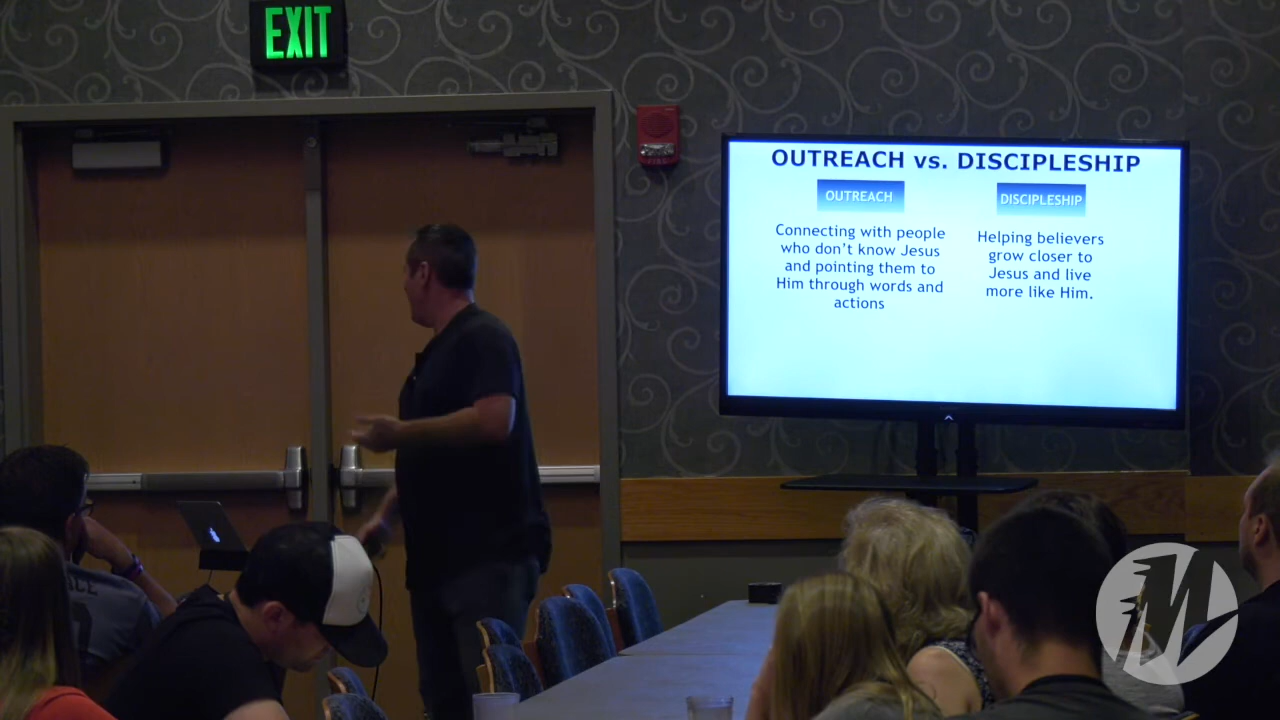 EXIT
OUTREACH vs. DISCIPLESHIP
OUTREACH
Connecting with people
who don't know Jesus
and pointing them to
Him through words and
actions
DISCIPLESHIP
Helping believers
grow closer to
Jesus and live
more like Him.
M